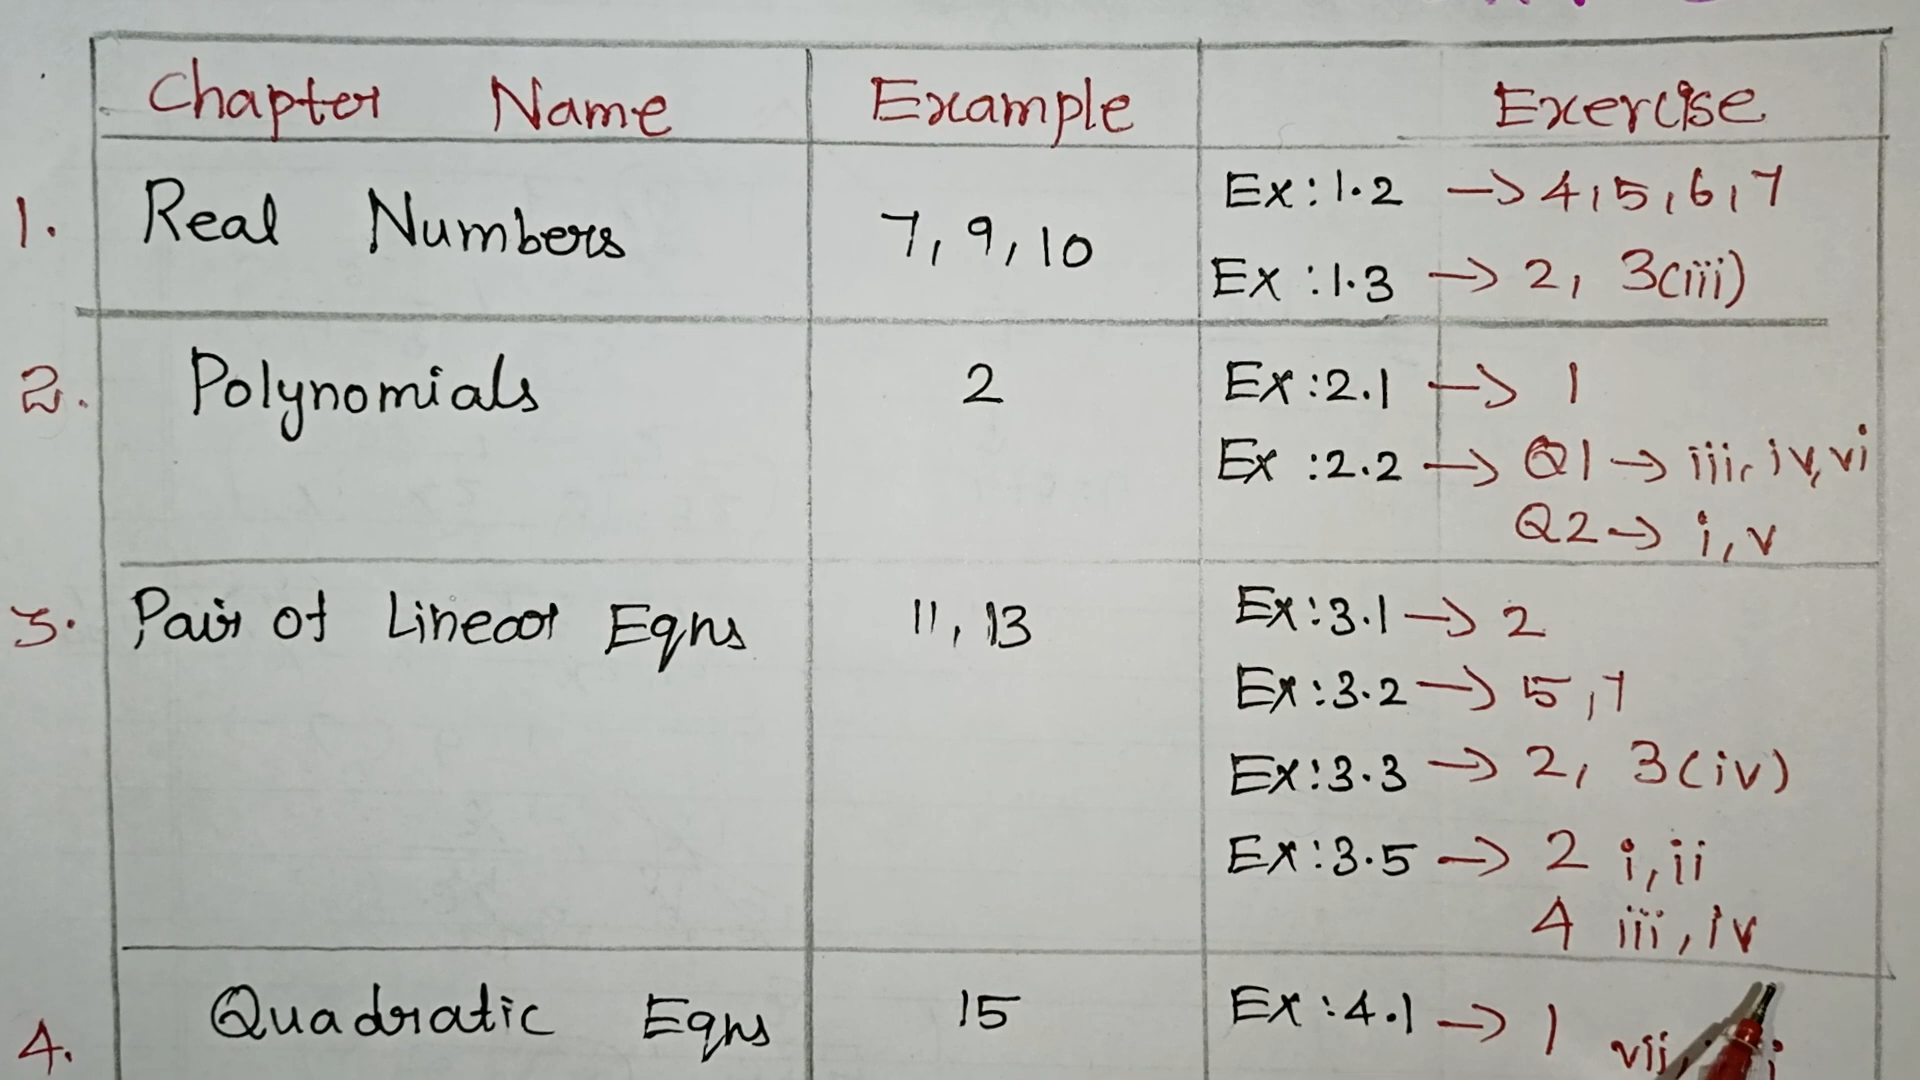 Chapter Name Example Exercise
1. Real Numbers 7, 9, 10 Ex : 1.2 → 4, 5, 6, 7
Ex : 1.3 → 2, 3(iii)
2. Polynomials 2 Ex : 2.1 → 1
Ex : 2.2 → Q1 → iii, iv, vi
Q2 → i, v
3. Pair of Linear Eqns 11, 13 Ex : 3.1 → 2
Ex : 3.2 → 5, 7
Ex : 3.3 → 2, 3(iv)
Ex : 3.5 → 2 i, ii
4 iii, iv
4. Quadratic Eqns 15 Ex : 4.1 → 1
vii,